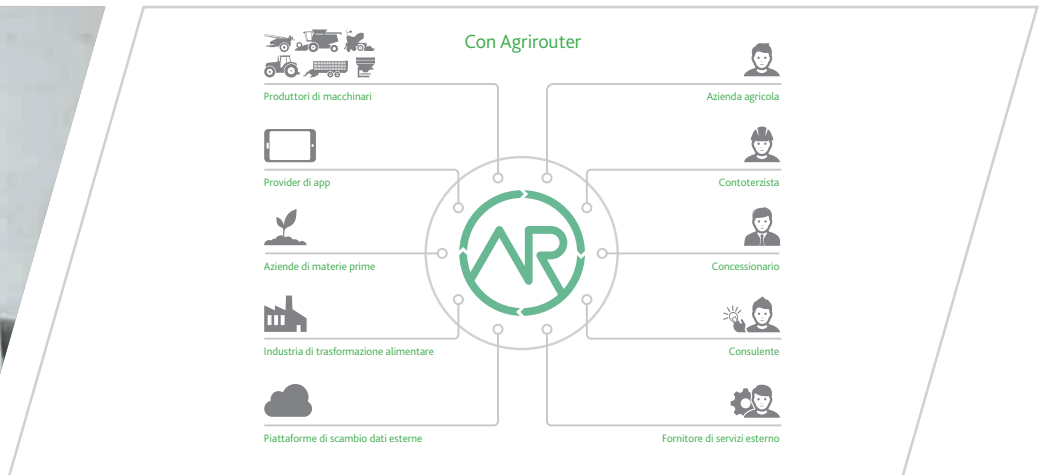 Con Agrirouter
Produttori di macchinari
Azienda agricola
Provider di app
Contoterzista
AR
Aziende di materie prime
Concessionario
Industria di trasformazione alimentare
Consulente
Piattaforme di scambio dati esterne
Fornitore di servizi esterno